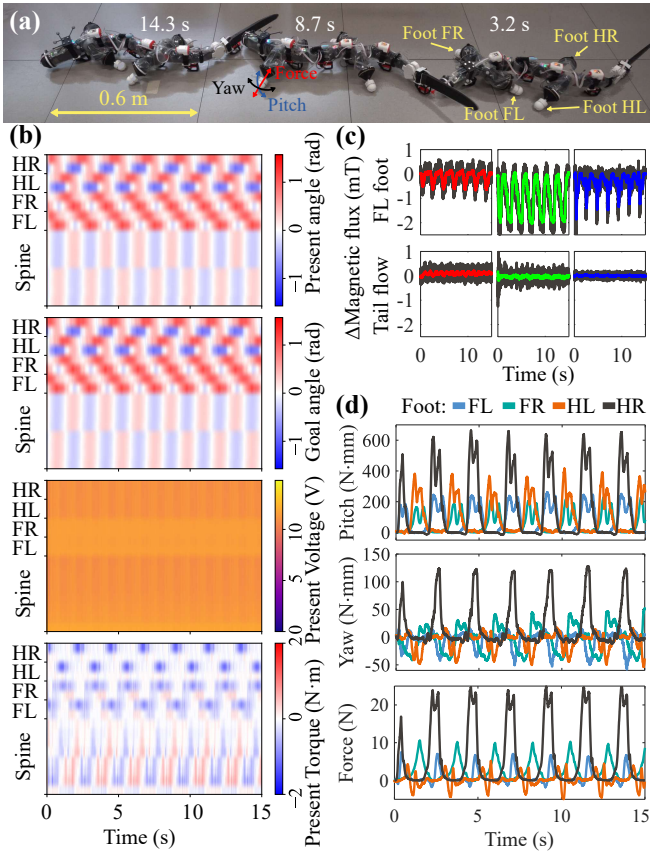 (a)
14.3 s
8.7 s
3.2 s
Foot FR
Foot HR
Force
Yaw
Pitch
0.6 m
Foot FL
Foot HL
(b)
HR
HL
FR
FL
Spine
Present angle (rad)
1
0
−1
HR
HL
FR
FL
Spine
Goal angle (rad)
1
0
−1
HR
HL
FR
FL
Spine
Present Voltage (V)
10
5
0
HR
HL
FR
FL
Spine
Present Torque (N·m)
2
0
−2
0 5 10 15
Time (s)
(c)
ΔMagnetic flux (mT)
FL foot
1
0
-1
-2
Tail flow
1
0
-1
-2
0 10 0 10 0 10
Time (s)
(d)
Foot: FL FR HL HR
Pitch (N·mm)
600
400
200
0
Yaw (N·mm)
150
100
50
0
-50
Force (N)
20
10
0
0 5 10 15
Time (s)